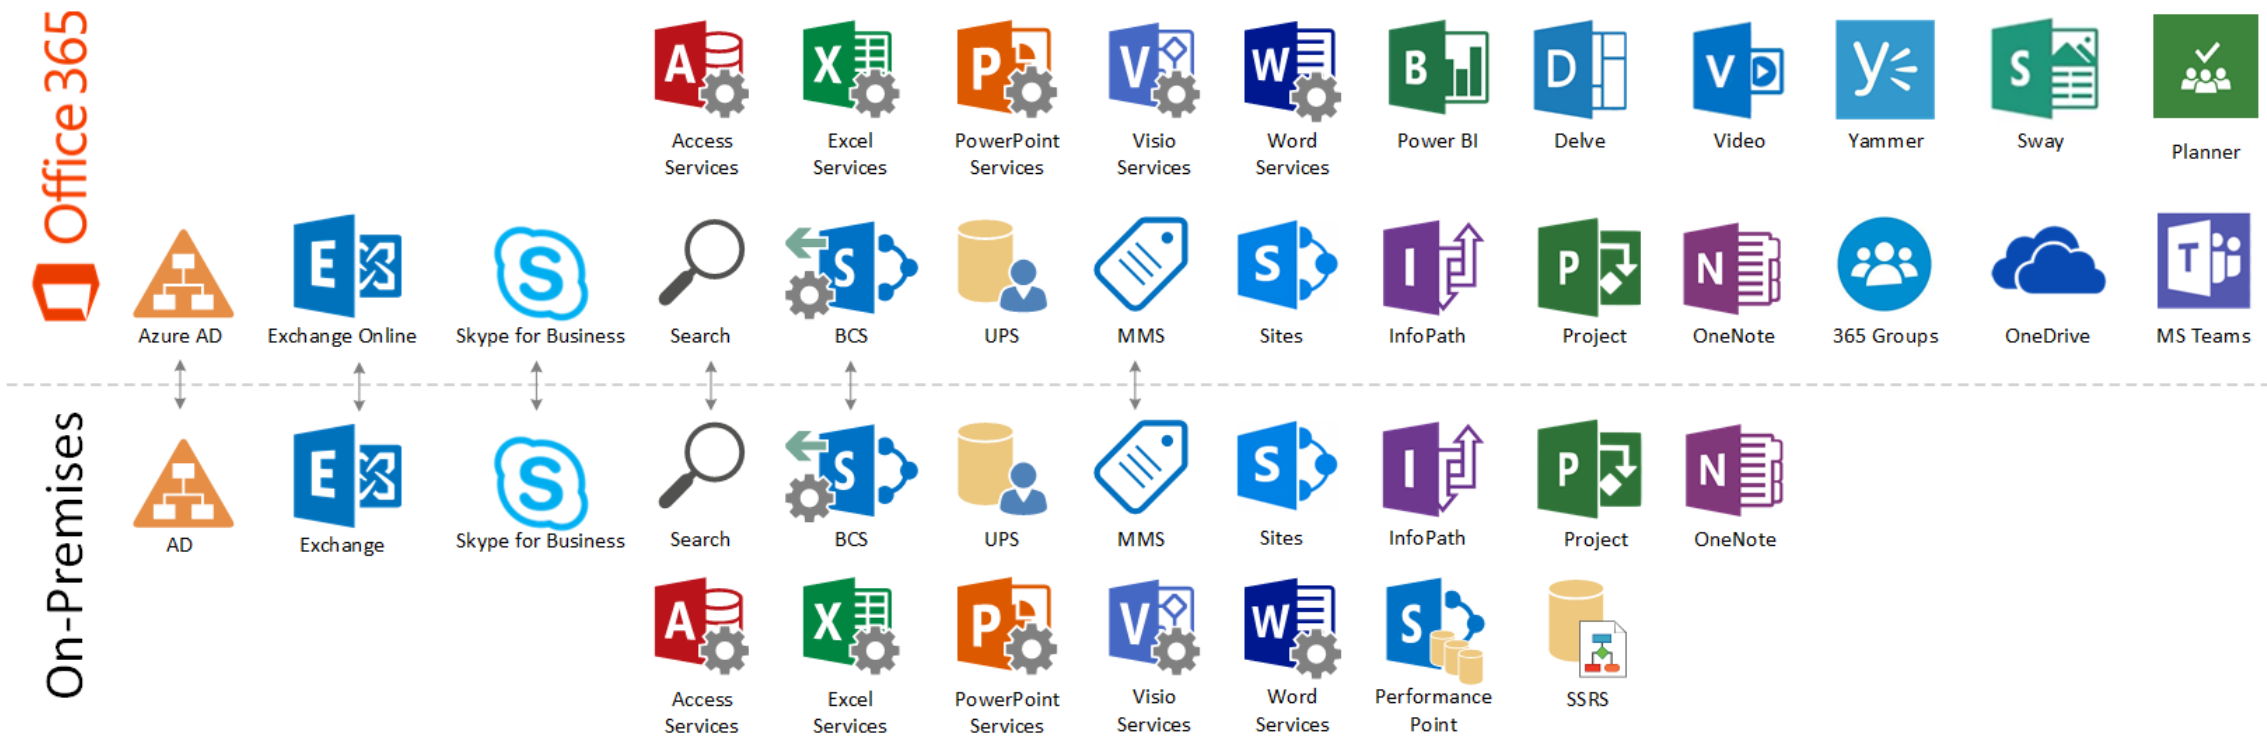 Office 365
Access
Services
Excel
Services
PowerPoint
Services
Visio
Services
Word
Services
Power BI
Delve
Video
Yammer
Sway
Planner
Azure AD
Exchange Online
Skype for Business
Search
BCS
UPS
MMS
Sites
InfoPath
Project
OneNote
365 Groups
OneDrive
MS Teams
On-Premises
AD
Exchange
Skype for Business
Search
BCS
UPS
MMS
Sites
InfoPath
Project
OneNote
Access
Services
Excel
Services
PowerPoint
Services
Visio
Services
Word
Services
Performance
Point
SSRS